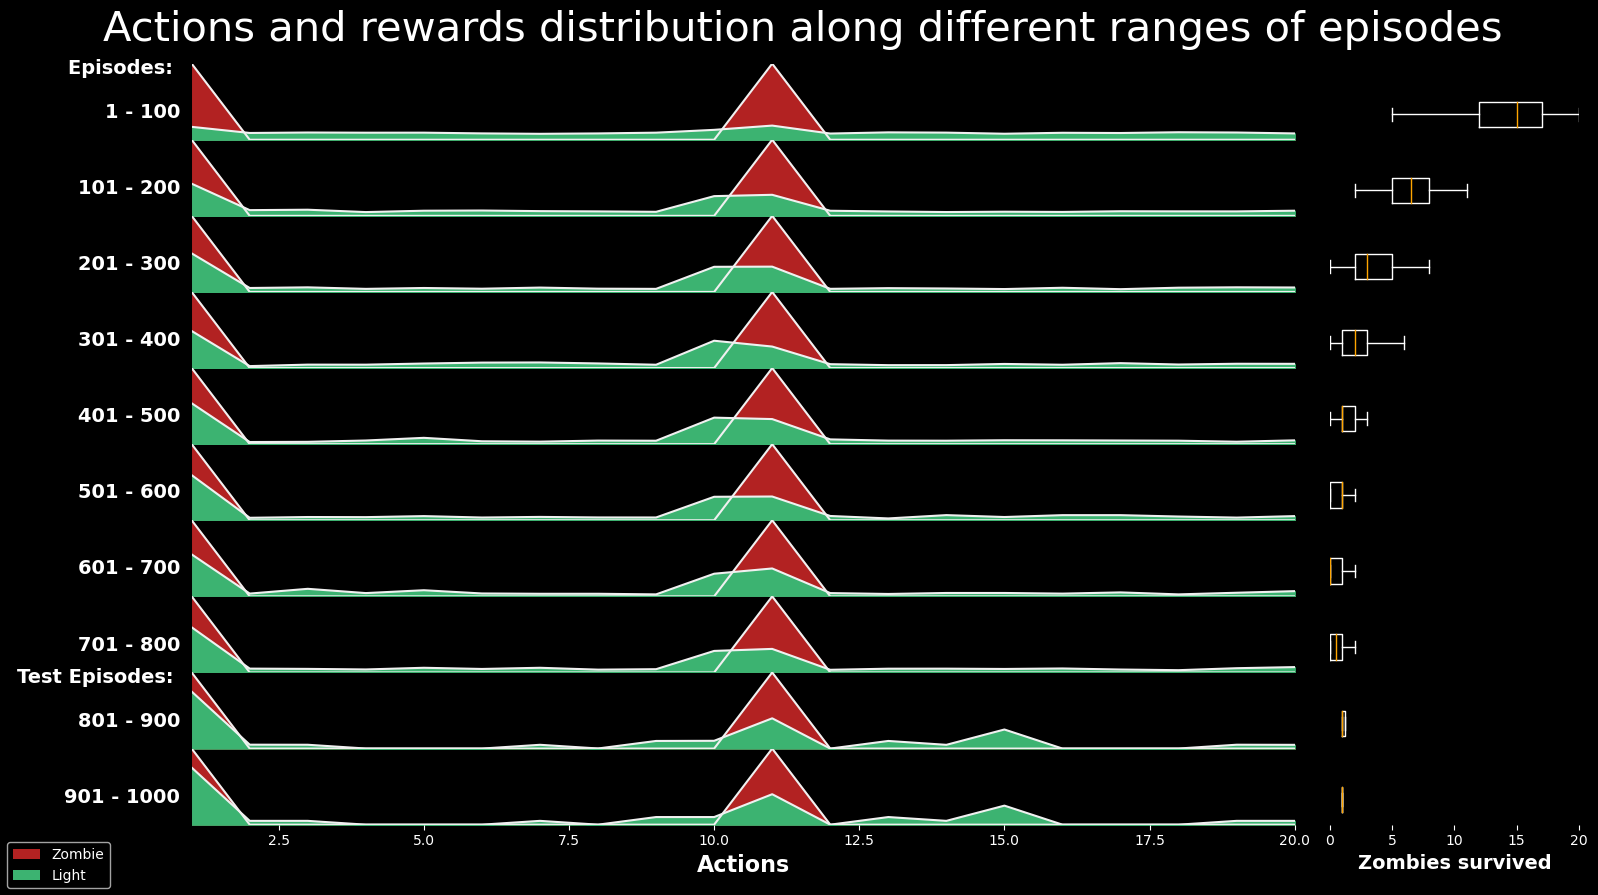 Actions and rewards distribution along different ranges of episodes
Episodes:
1 - 100
101 - 200
201 - 300
301 - 400
401 - 500
501 - 600
601 - 700
701 - 800
Test Episodes:
801 - 900
901 - 1000
2.5 5.0 7.5 10.0 12.5 15.0 17.5 20.0
0 5 10 15 20
Actions
Zombies survived
Zombie
Light